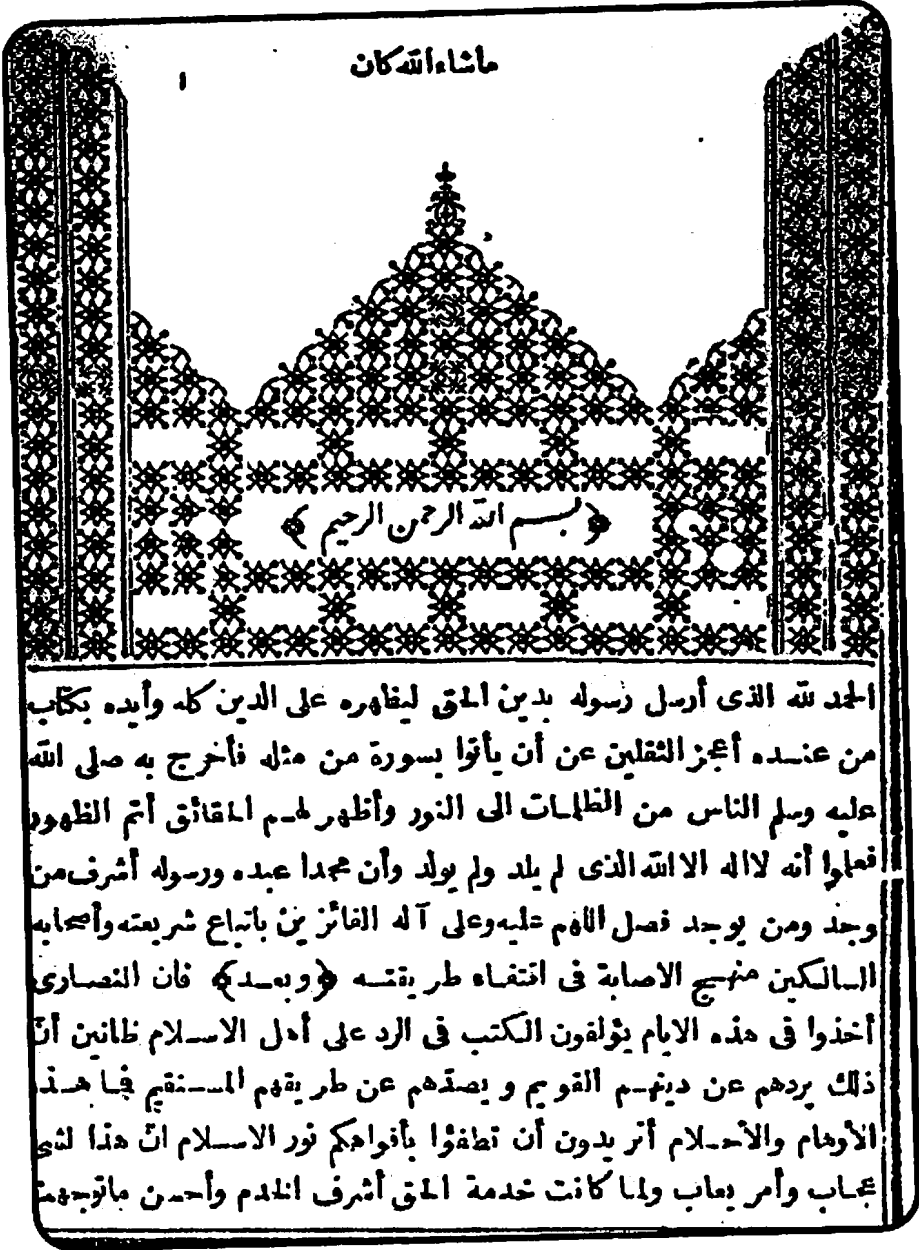 ماشاء الله كان
١
﴿بسم الله الرحمن الرحيم﴾
الحمد لله الذى أرسل رسوله بدين الحق ليظهره على الدين كله وأيده بكتاب
من عنده أعجز الثقلين عن أن يأتوا بسورة من مثله فأخرج به صلى الله
عليه وسلم الناس من الظلمات الى النور وأظهر لهم الحقائق أتم الظهور
فعلموا أنه لا اله الا الله الذى لم يلد ولم يولد وأن محمدا عبده ورسوله أشرف من
وجد ومن يوجد فصل اللهم عليه وعلى آله الفائزين باتباع شريعته وأصحابه
السالكين منهج الاصابة فى اقتفاء طريقته ﴿وبعد﴾ فان النصارى
أخذوا فى هذه الايام يؤلفون الكتب فى الرد على أهل الاسلام ظانين أنّ
ذلك يردهم عن دينهم القويم ويصدّهم عن طريقهم المستقيم فما هذه
الأوهام والأحلام أتريدون أن تطفؤا بأفواهكم نور الاسلام انّ هذا لشئ
عجاب وأمر يعاب ولما كانت خدمة الحق أشرف الخدم وأحسن ماتوجهت